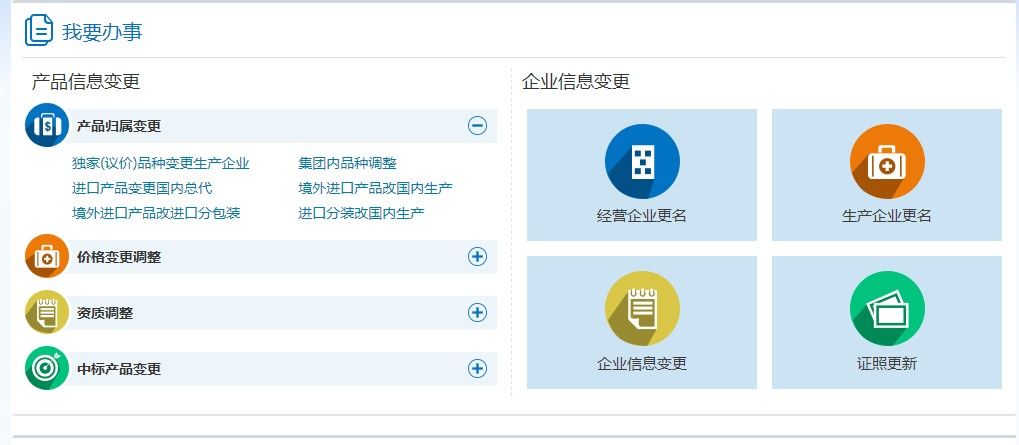 我要办事
产品信息变更
产品归属变更
独家(议价)品种变更生产企业
集团内品种调整
进口产品变更国内总代
境外进口产品改国内生产
境外进口产品改进口分包装
进口分装改国内生产
价格变更调整
资质调整
中标产品变更
企业信息变更
经营企业更名
生产企业更名
企业信息变更
证照更新